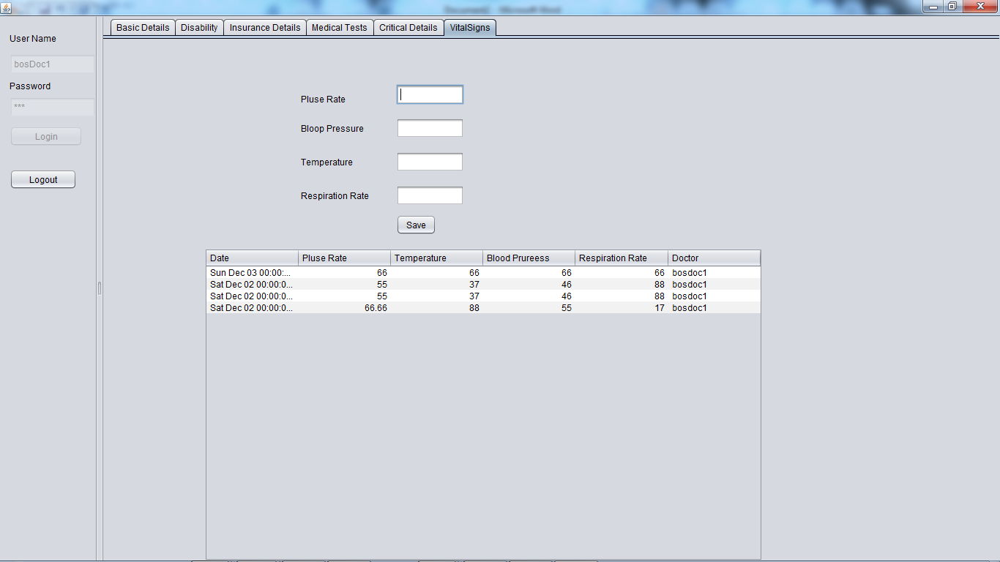 Basic Details Disability Insurance Details Medical Tests Critical Details VitalSigns
User Name
bosDoc1
Password
***
Login
Logout
Pluse Rate
Bloop Pressure
Temperature
Respiration Rate
Save
Date Pluse Rate Temperature Blood Prureess Respiration Rate Doctor
Sun Dec 03 00:00:... 66 66 66 66 bosdoc1
Sat Dec 02 00:00:0... 55 37 46 88 bosdoc1
Sat Dec 02 00:00:0... 55 37 46 88 bosdoc1
Sat Dec 02 00:00:0... 66.66 88 55 17 bosdoc1